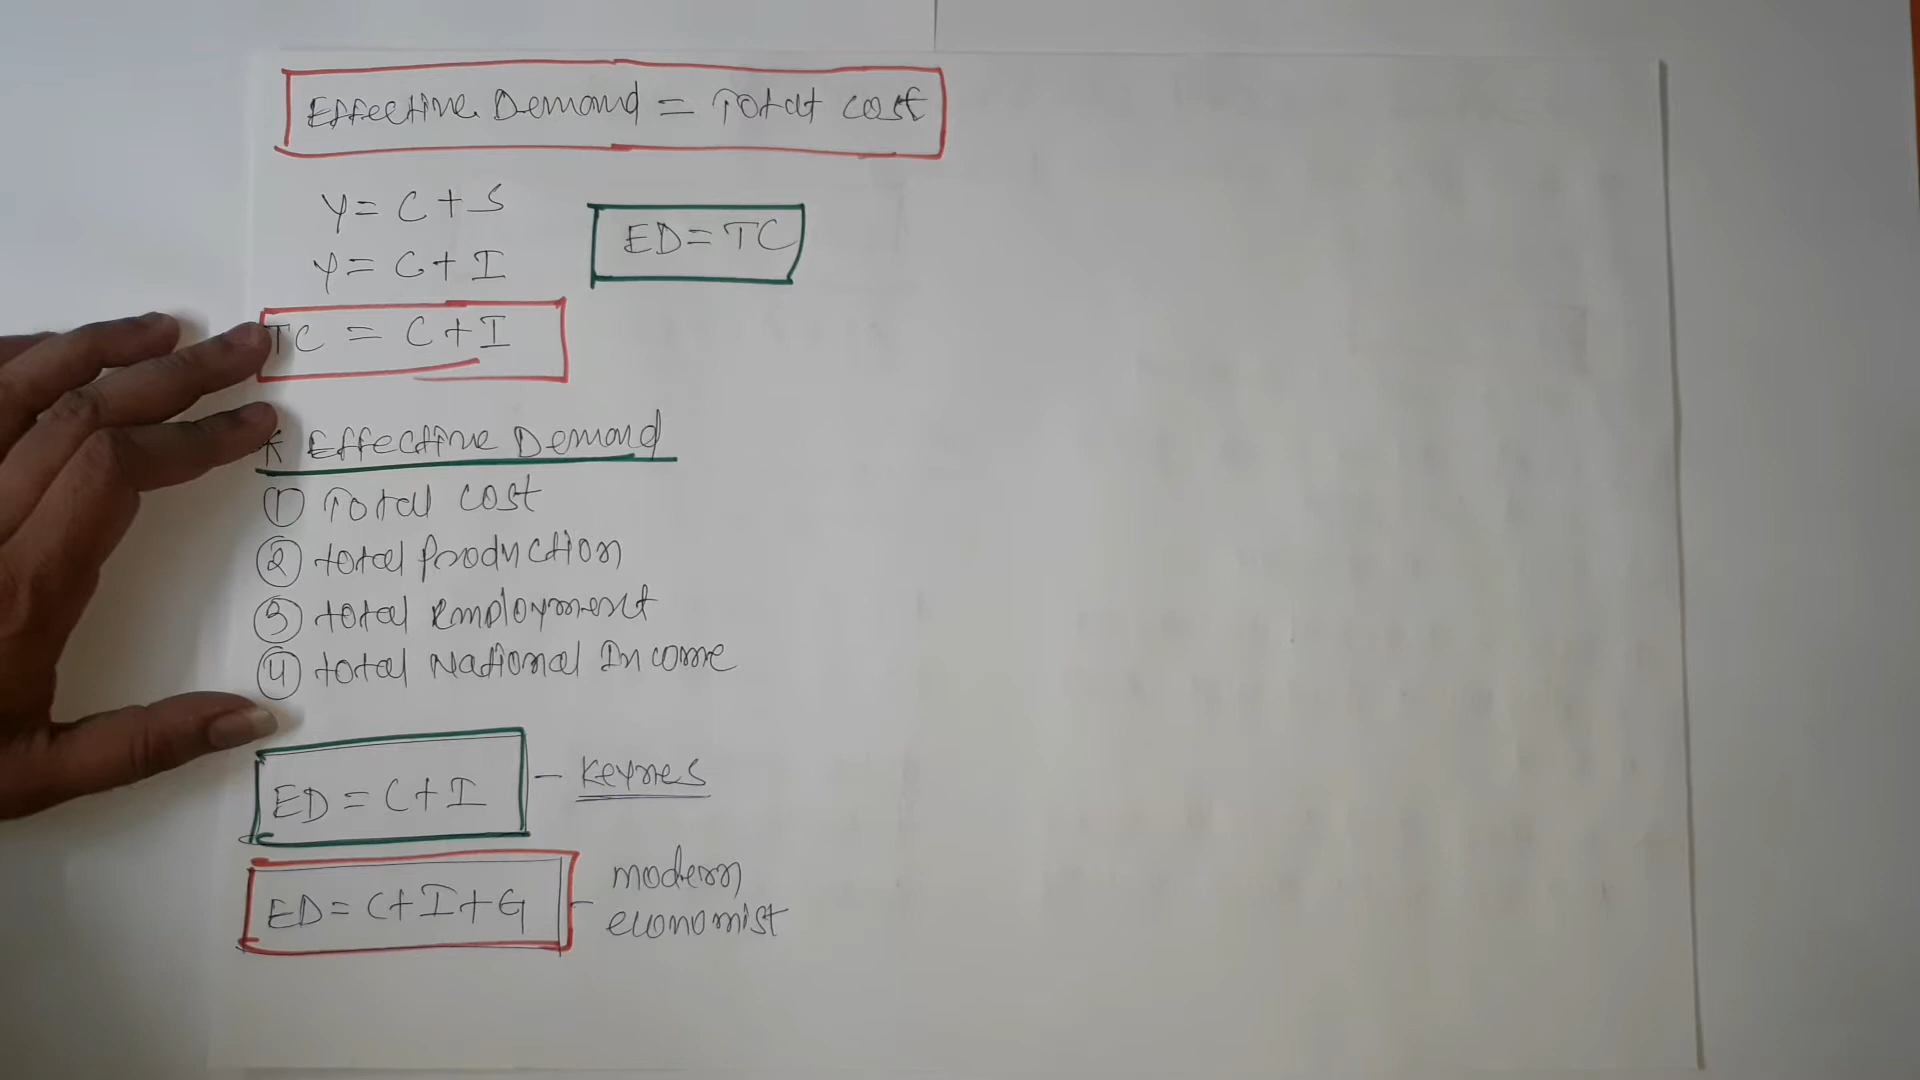 Effective Demand = Total cost
Y = C + S
ED = TC
Y = C + I
TC = C + I
* Effective Demand
① Total cost
② total production
③ total Employment
④ total National Income
ED = C + I - Keynes
ED = C + I + G - modern economist